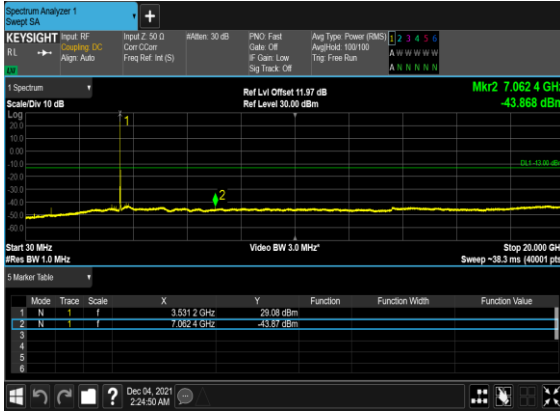 Spectrum Analyzer 1
Swept SA
+
KEYSIGHT Input: RF Input Z: 50 Ω #Atten: 30 dB PNO: Fast Avg Type: Power (RMS) 1 2 3 4 5 6
RL Coupling: DC Corr CCorr Gate: Off Avg|Hold: 100/100 A W W W W W
Align: Auto Freq Ref: Int (S) IF Gain: Low Trig: Free Run
Sig Track: Off A N N N N N
1 Spectrum
Ref Lvl Offset 11.97 dB Mkr2 7.062 4 GHz
Scale/Div 10 dB Ref Level 30.00 dBm -43.868 dBm
Log
20.0
10.0
0.00
-10.0
-20.0
-30.0
-40.0
-50.0
-60.0
1
DL1 -13.00 dBm
2
Start 30 MHz Video BW 3.0 MHz* Stop 20.000 GHz
#Res BW 1.0 MHz Sweep ~38.3 ms (40001 pts)
5 Marker Table
Mode Trace Scale X Y Function Function Width Function Value
1 N 1 f 3.531 2 GHz 29.08 dBm
2 N 1 f 7.062 4 GHz -43.87 dBm
3
4
5
6
? Dec 04, 2021
2:24:50 AM